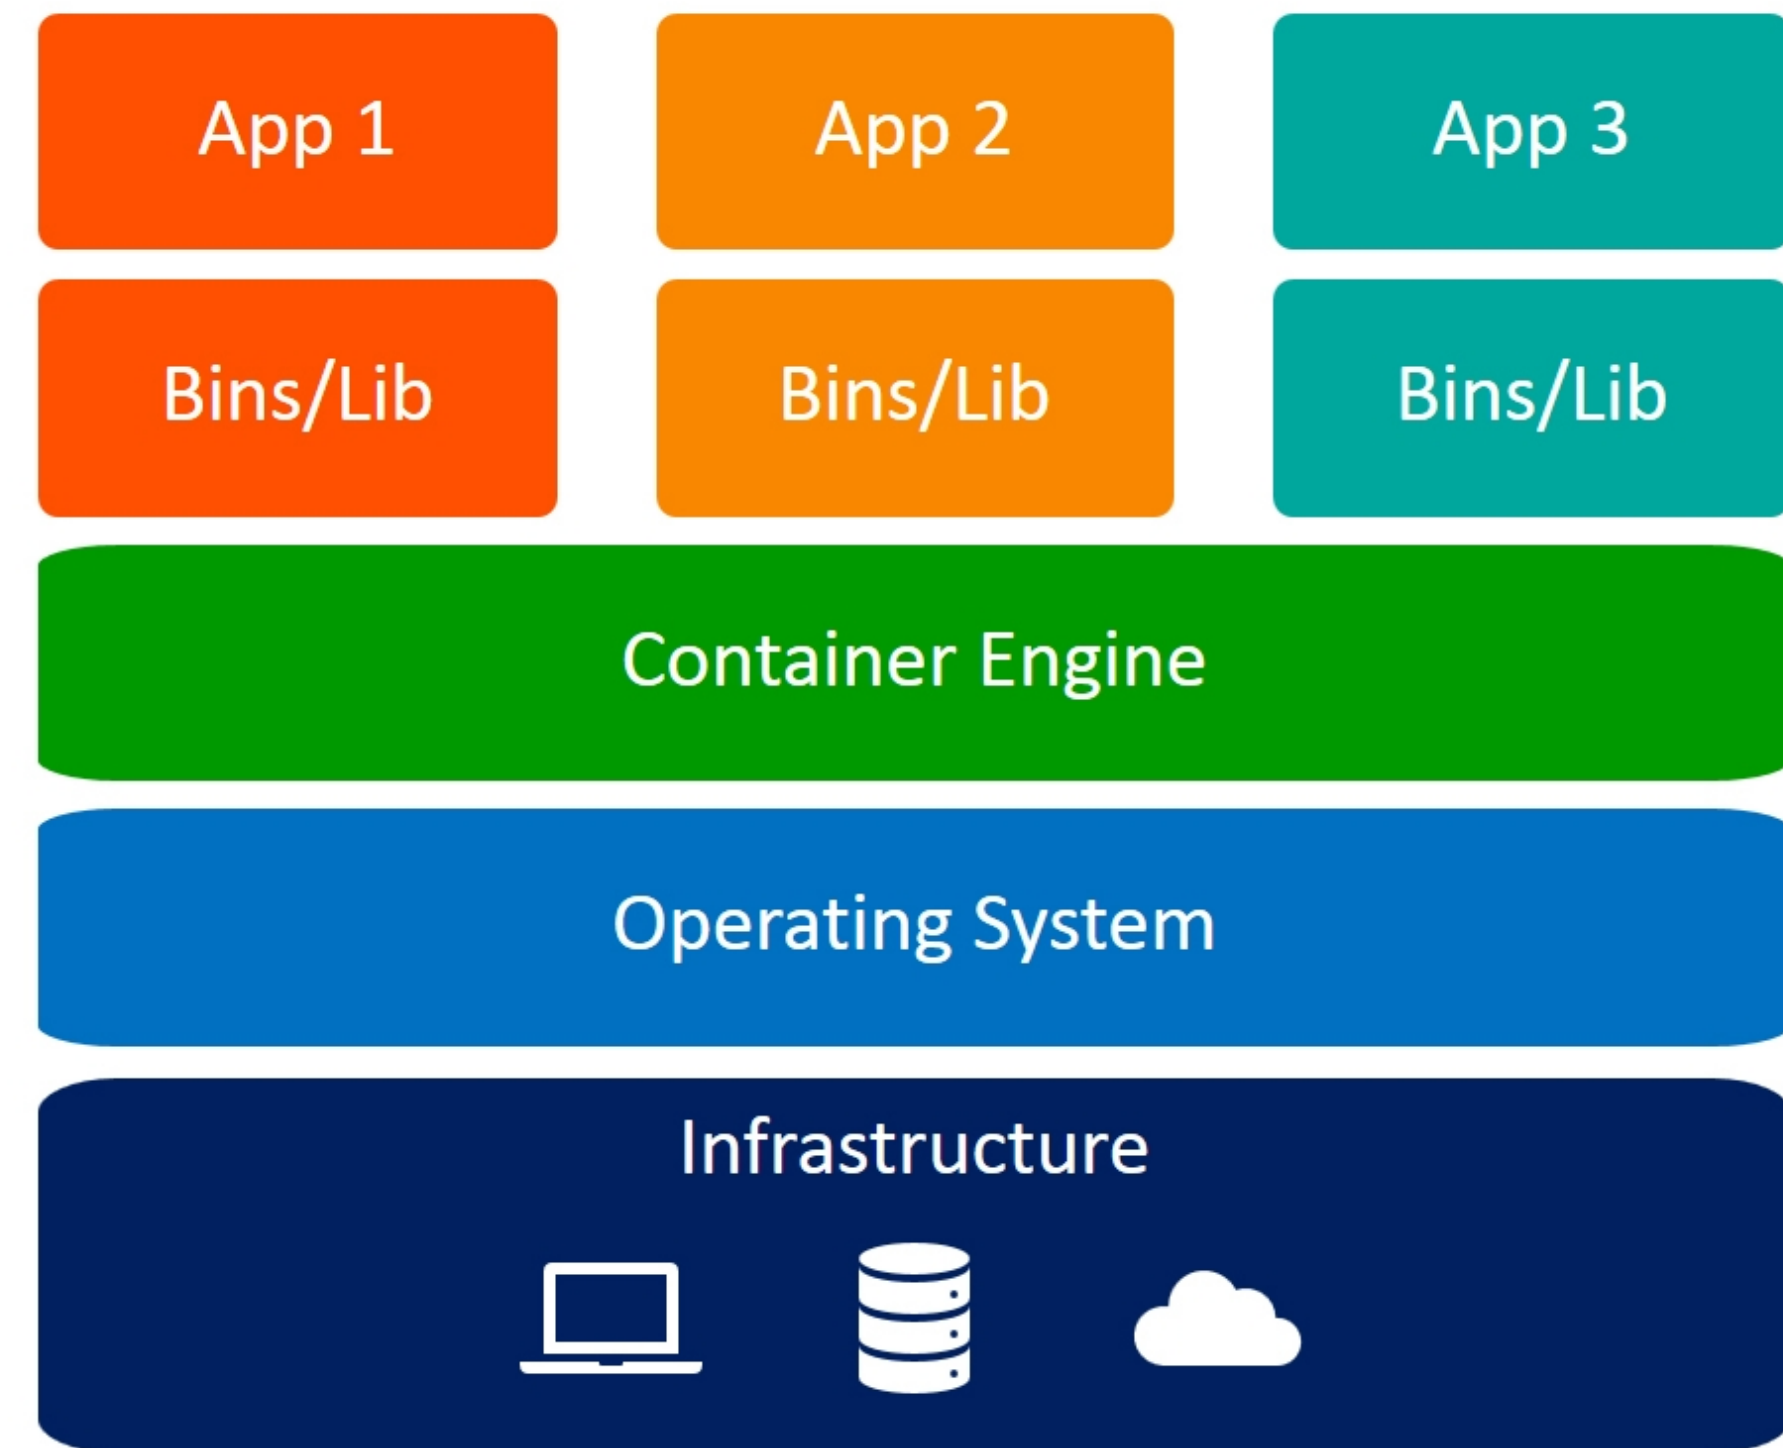 App 1
App 2
App 3
Bins/Lib
Bins/Lib
Bins/Lib
Container Engine
Operating System
Infrastructure